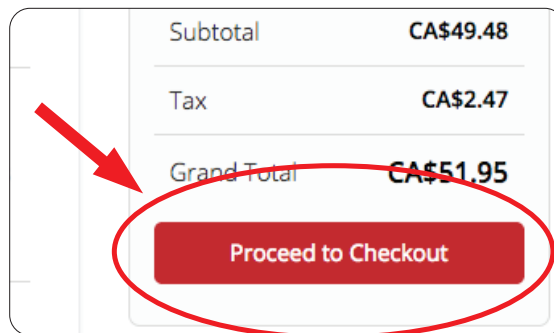 Subtotal CA$49.48
Tax CA$2.47
Grand Total CA$51.95
Proceed to Checkout